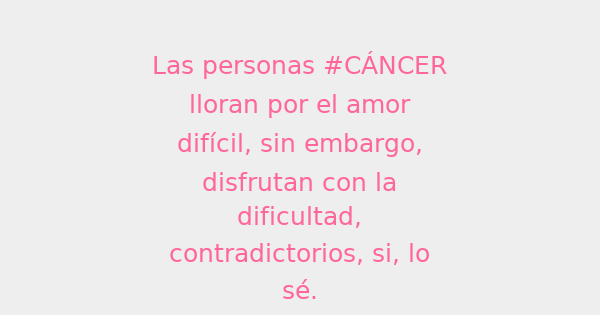 Las personas #CÁNCER
lloran por el amor
difícil, sin embargo,
disfrutan con la
dificultad,
contradictorios, si, lo
sé.